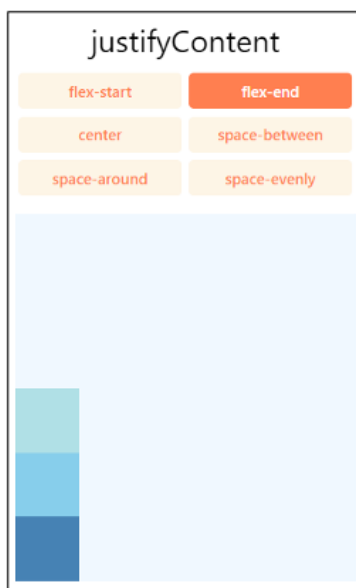 justifyContent
flex-start flex-end
center space-between
space-around space-evenly